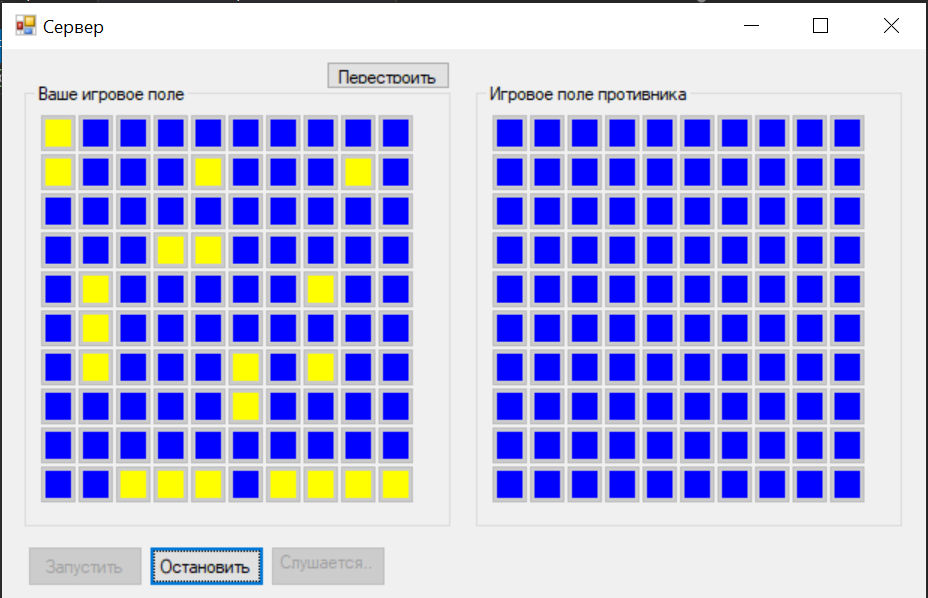 Сервер
Перестроить
Ваше игровое поле
Игровое поле противника
Запустить
Остановить
Слушается..